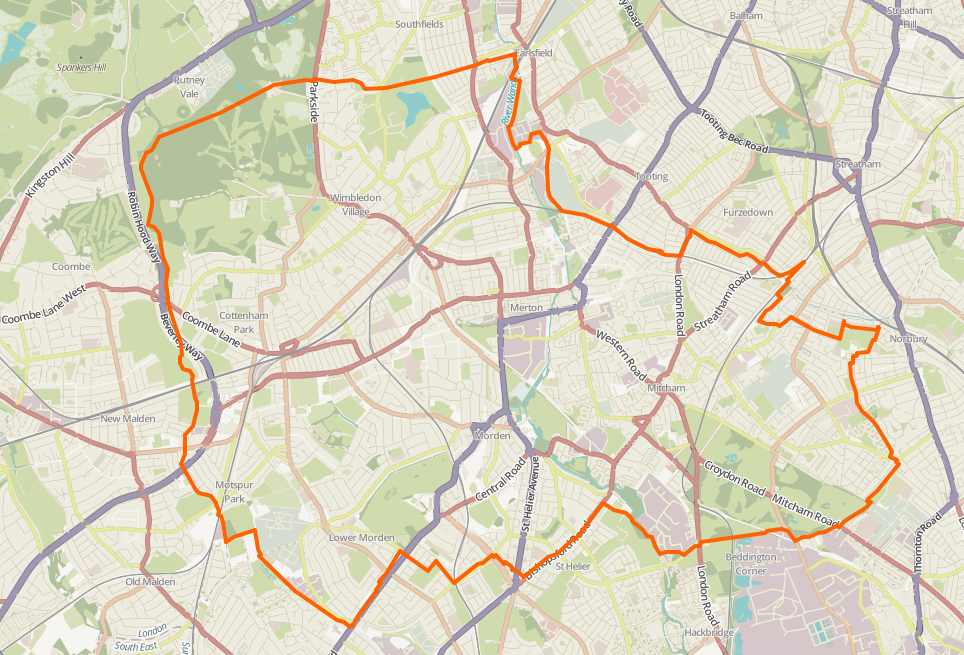 Southfields
Balham
Streatham
Hill
Earlsfield
Spankers Hill
Putney
Vale
Parkside
River Wand
Tooting Bec Road
Streatham
Kingston Hill
Tooting
Wimbledon
Village
Furzedown
Robin Hood Way
Coombe
Coombe Lane West
London Road
Streatham Road
Merton
Cottenham
Park
Coombe Lane
Beverley Way
Norbury
Western Road
Mitcham
New Malden
Morden
Central Road
St. Helier Avenue
Croydon Road
Mitcham Road
Motspur
Park
Lower Morden
Bishopsford Road
Thornton Road
St Helier
Beddington
Corner
Old Malden
London Road
Hackbridge
London
South East